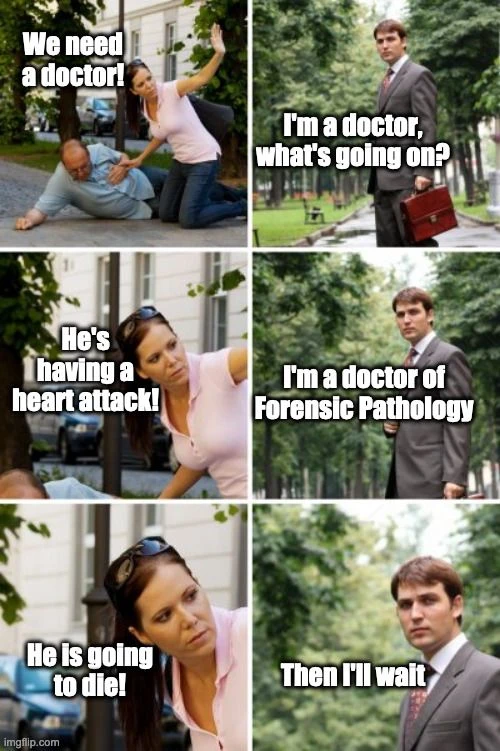 We need
a doctor!
I'm a doctor,
what's going on?
He's
having a
heart attack!
I'm a doctor of
Forensic Pathology
He is going
to die!
Then I'll wait
imgflip.com